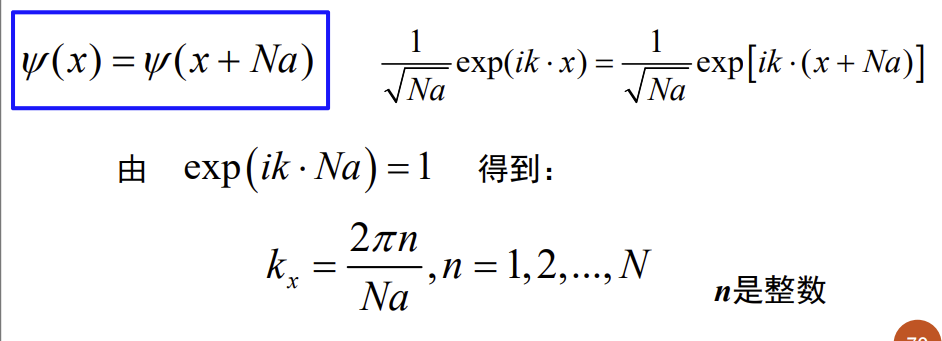 ψ(x) = ψ(x + Na)
1/√Na exp(ik · x) = 1/√Na exp[ik · (x + Na)]
由 exp(ik · Na) = 1 得到：
kₓ = 2πn/Na, n = 1, 2, ..., N
n是整数